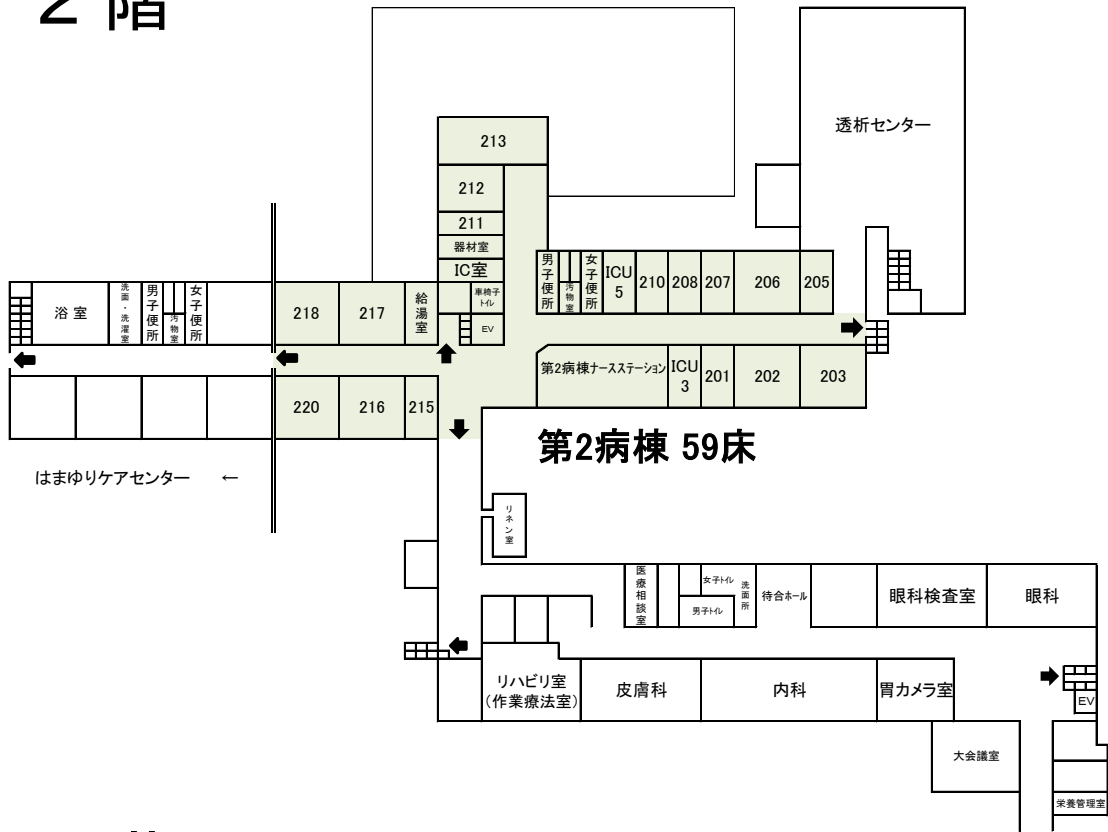 2 階
透析センター
213
212
211
器材室
IC室
車椅子
トイレ
EV
男子便所
汚物室
女子便所
ICU
5
210
208
207
206
205
浴 室
洗面・洗濯室
男子便所
汚物室
女子便所
218
217
給湯室
第2病棟ナースステーション
ICU
3
201
202
203
220
216
215
第2病棟 59床
はまゆりケアセンター ←
リネン室
医療相談室
女子トイレ
男子トイレ
洗面所
待合ホール
眼科検査室
眼科
リハビリ室
(作業療法室)
皮膚科
内科
胃カメラ室
EV
大会議室
栄養管理室